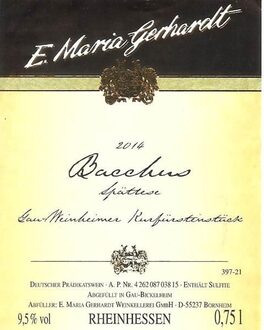 E. Maria Gerhardt
2014
Bacchus
Spätlese
Gau-Weinheimer Kurfürstenstück
397-21
DEUTSCHER PRÄDIKATSWEIN · A. P. NR. 4 262 087 038 15 · ENTHÄLT SULFITE
ABGEFÜLLT IN GAU-BICKELHEIM
ABFÜLLER: E. MARIA GERHARDT WEINKELLEREI GMBH · D-55237 BORNHEIM
9,5% vol RHEINHESSEN 0,75 l